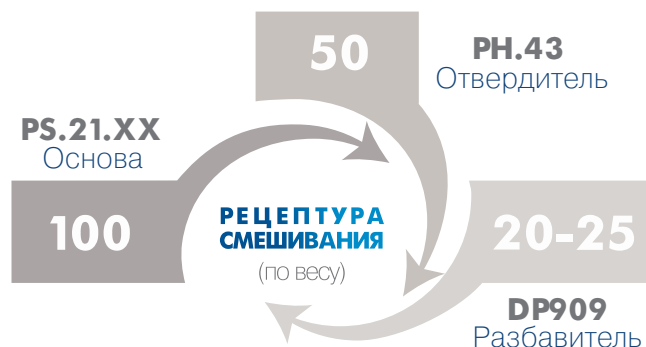 50
PH.43
Отвердитель
PS.21.XX
Основа
100
РЕЦЕПТУРА
СМЕШИВАНИЯ
(по весу)
20-25
DP909
Разбавитель